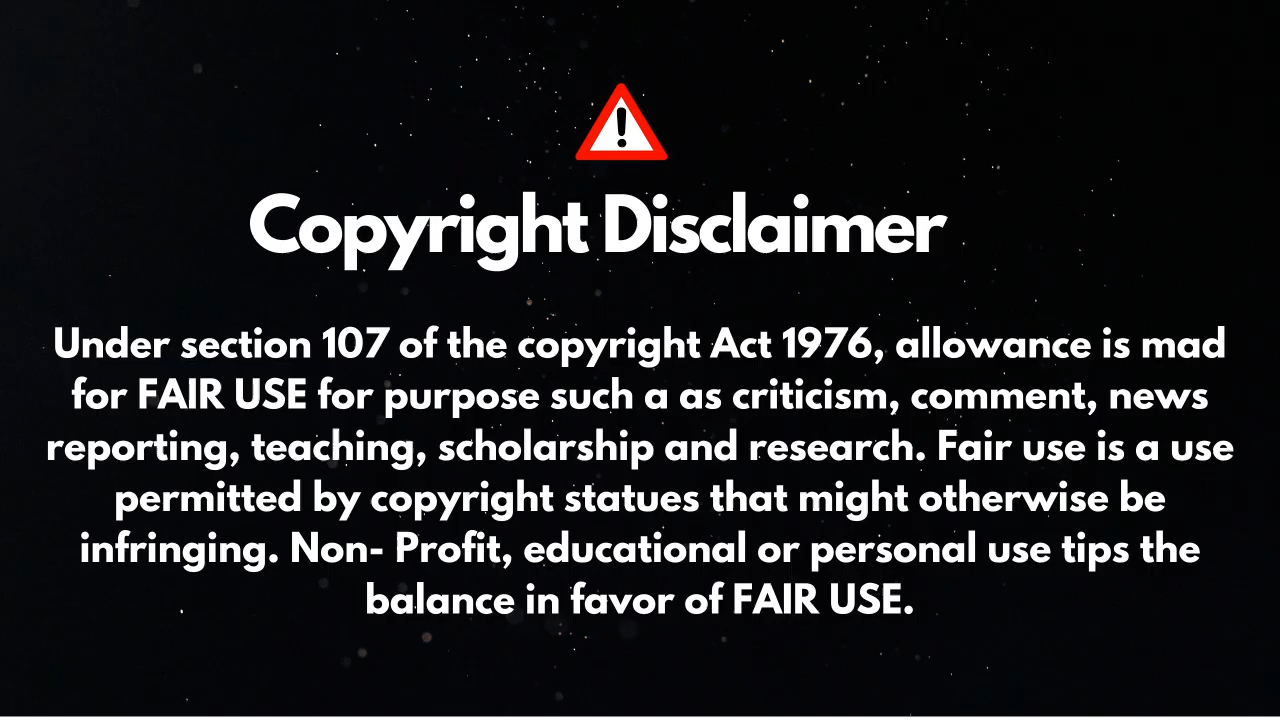 Copyright Disclaimer
Under section 107 of the copyright Act 1976, allowance is mad
for FAIR USE for purpose such a as criticism, comment, news
reporting, teaching, scholarship and research. Fair use is a use
permitted by copyright statues that might otherwise be
infringing. Non- Profit, educational or personal use tips the
balance in favor of FAIR USE.